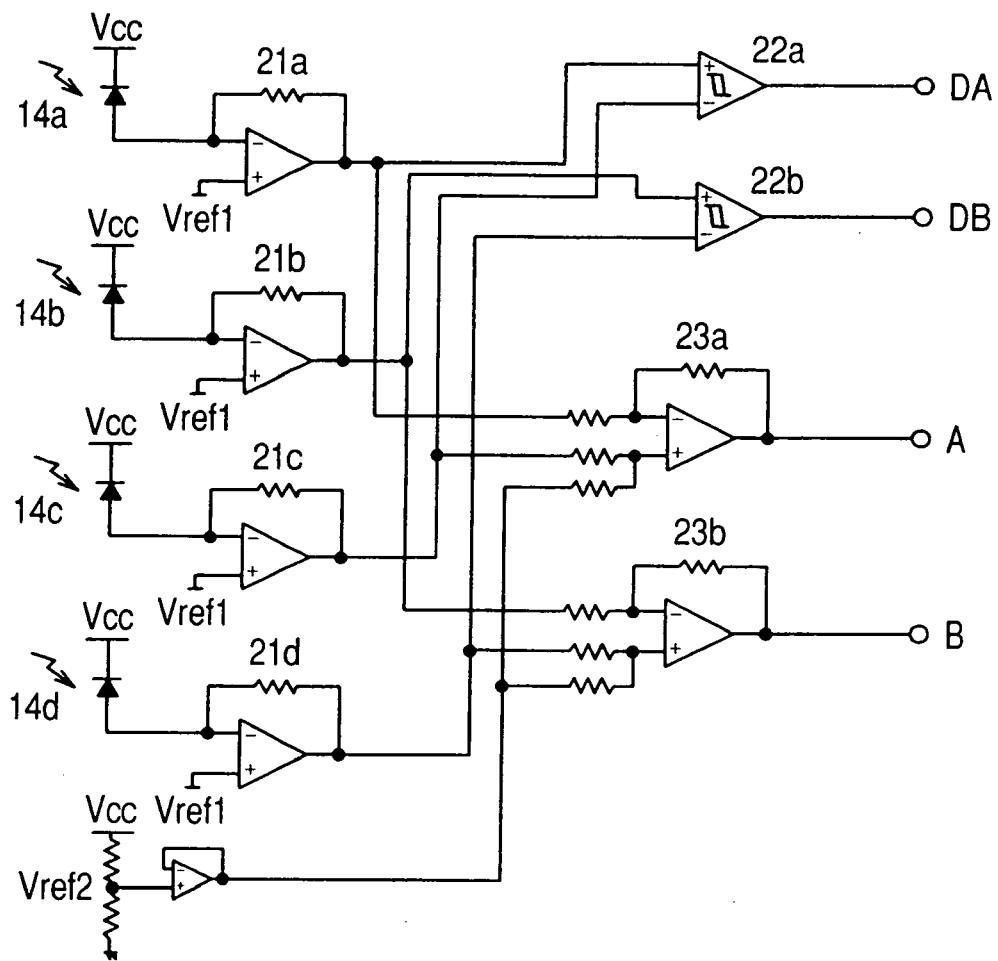 Vcc
14a
21a
Vref1
22a
DA
22b
DB
Vcc
14b
21b
Vref1
23a
A
Vcc
14c
21c
Vref1
23b
B
Vcc
14d
21d
Vref1
Vcc
Vref2